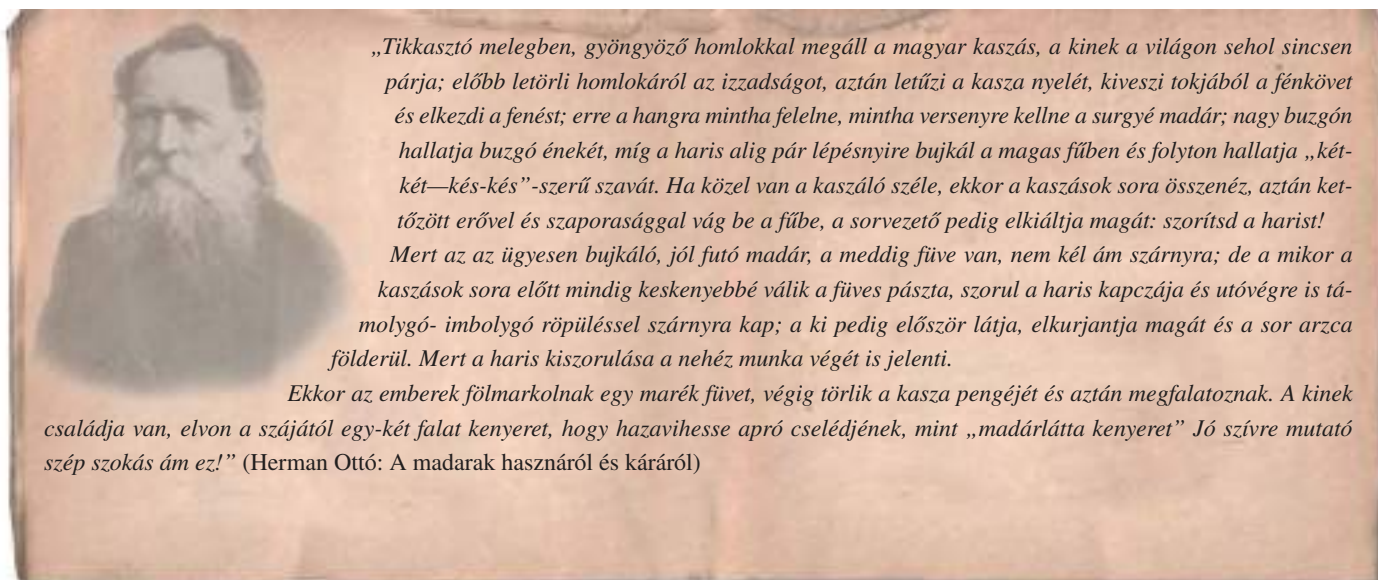 „Tikkasztó melegben, gyöngyöző homlokkal megáll a magyar kaszás, a kinek a világon sehol sincsen
párja; előbb letörli homlokáról az izzadságot, aztán letűzi a kasza nyelét, kiveszi tokjából a fénkövet
és elkezdi a fenést; erre a hangra mintha felelne, mintha versenyre kellne a surgyé madár; nagy buzgón
hallatja buzgó énekét, míg a haris alig pár lépésnyire bujkál a magas fűben és folyton hallatja „két-
két—kés-kés”-szerű szavát. Ha közel van a kaszáló széle, ekkor a kaszások sora összenéz, aztán ket-
tőzött erővel és szaporasággal vág be a fűbe, a sorvezető pedig elkiáltja magát: szorítsd a harist!
Mert az az ügyesen bujkáló, jól futó madár, a meddig füve van, nem kél ám szárnyra; de a mikor a
kaszások sora előtt mindig keskenyebbé válik a füves pászta, szorul a haris kapczája és utóvégre is tá-
molygó- imbolygó röpüléssel szárnyra kap; a ki pedig először látja, elkurjantja magát és a sor arzca
földerül. Mert a haris kiszorulása a nehéz munka végét is jelenti.
Ekkor az emberek fölmarkolnak egy marék füvet, végig törlik a kasza pengéjét és aztán megfalatoznak. A kinek
családja van, elvon a szájától egy-két falat kenyeret, hogy hazavihesse apró cselédjének, mint „madárlátta kenyeret” Jó szívre mutató
szép szokás ám ez!” (Herman Ottó: A madarak hasznáról és káráról)